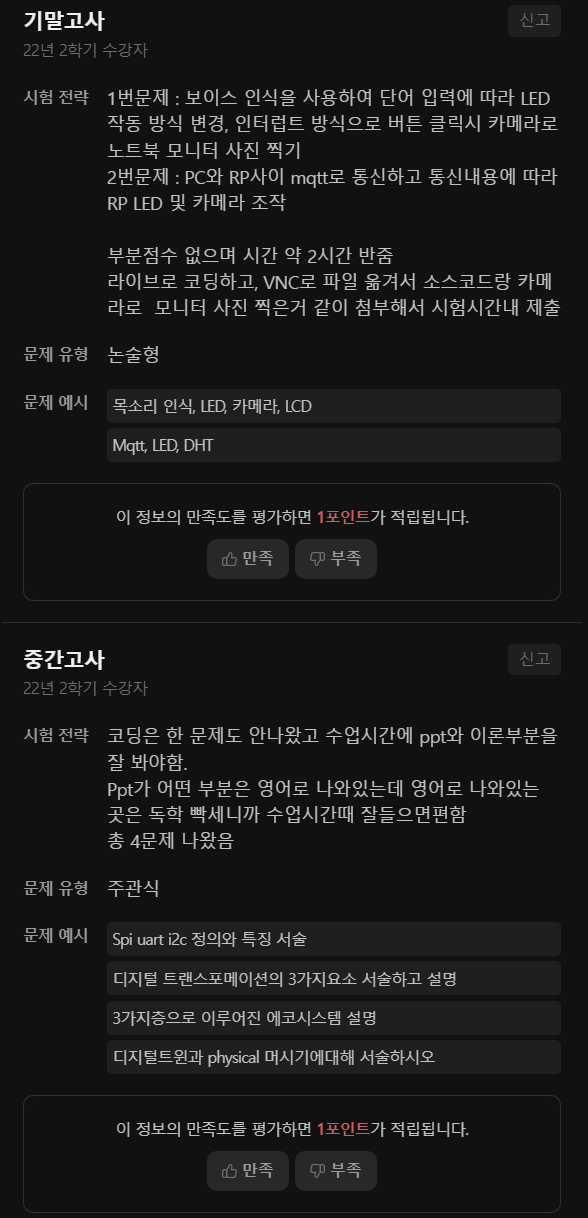 기말고사
신고
22년 2학기 수강자
시험 전략
1번문제 : 보이스 인식을 사용하여 단어 입력에 따라 LED
작동 방식 변경, 인터럽트 방식으로 버튼 클릭시 카메라로
노트북 모니터 사진 찍기
2번문제 : PC와 RP사이 mqtt로 통신하고 통신내용에 따라
RP LED 및 카메라 조작
부분점수 없으며 시간 약 2시간 반줌
라이브로 코딩하고, VNC로 파일 옮겨서 소스코드랑 카메
라로 모니터 사진 찍은거 같이 첨부해서 시험시간내 제출
문제 유형
논술형
문제 예시
목소리 인식, LED, 카메라, LCD
Mqtt, LED, DHT
이 정보의 만족도를 평가하면 1포인트가 적립됩니다.
만족
부족
중간고사
신고
22년 2학기 수강자
시험 전략
코딩은 한 문제도 안나왔고 수업시간에 ppt와 이론부분을
잘 봐야함.
Ppt가 어떤 부분은 영어로 나와있는데 영어로 나와있는
곳은 독학 빡세니까 수업시간때 잘들으면편함
총 4문제 나왔음
문제 유형
주관식
문제 예시
Spi uart i2c 정의와 특징 서술
디지털 트랜스포메이션의 3가지요소 서술하고 설명
3가지층으로 이루어진 에코시스템 설명
디지털트윈과 physical 머시기에대해 서술하시오
이 정보의 만족도를 평가하면 1포인트가 적립됩니다.
만족
부족